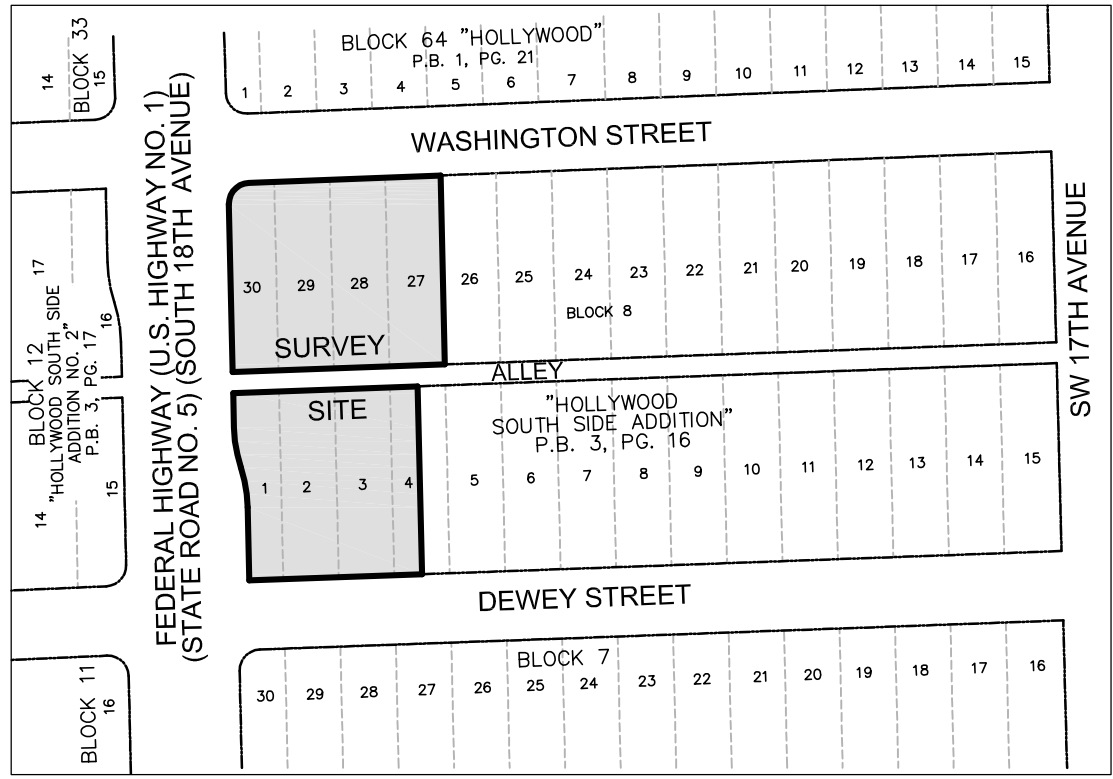 BLOCK 33
14
15
BLOCK 64 "HOLLYWOOD"
P.B. 1, PG. 21
1 2 3 4 5 6 7 8 9 10 11 12 13 14 15
WASHINGTON STREET
FEDERAL HIGHWAY (U.S. HIGHWAY NO. 1)
(STATE ROAD NO. 5) (SOUTH 18TH AVENUE)
SW 17TH AVENUE
30 29 28 27 26 25 24 23 22 21 20 19 18 17 16
BLOCK 8
SURVEY
ALLEY
SITE
"HOLLYWOOD
SOUTH SIDE ADDITION"
P.B. 3, PG. 16
1 2 3 4 5 6 7 8 9 10 11 12 13 14 15
17
16
BLOCK 12
"HOLLYWOOD SOUTH SIDE
ADDITION NO. 2"
P.B. 3, PG. 17
14
15
DEWEY STREET
BLOCK 7
30 29 28 27 26 25 24 23 22 21 20 19 18 17 16
BLOCK 11
16